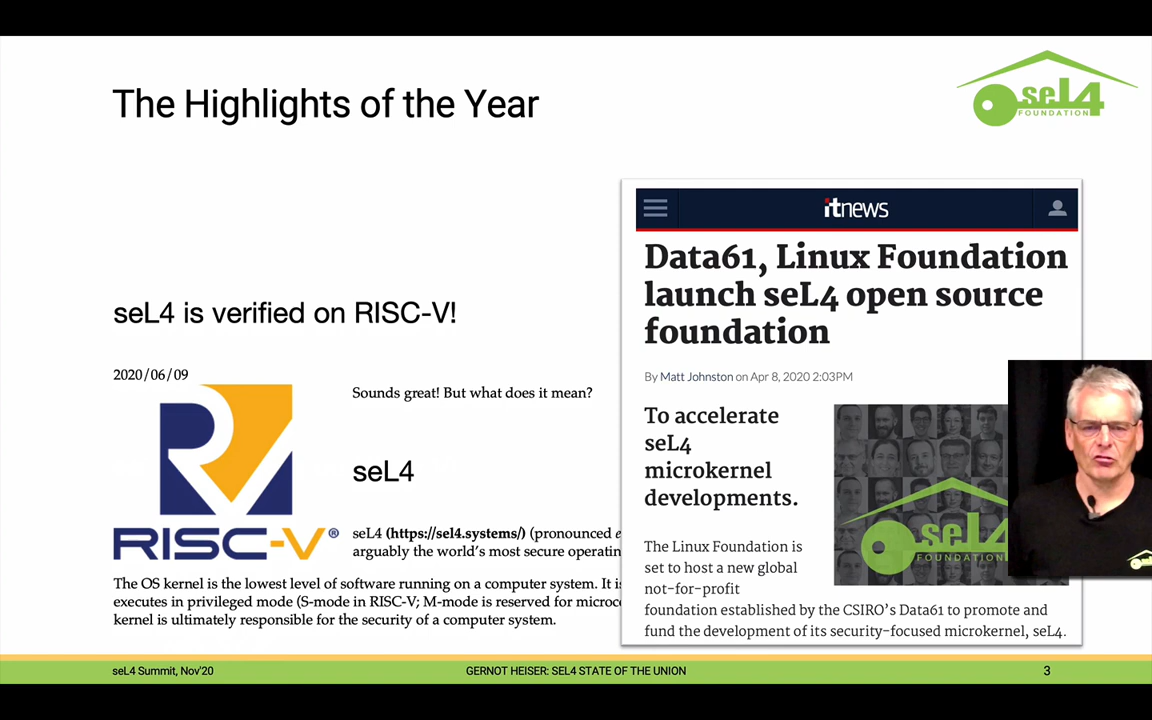 The Highlights of the Year
seL4
FOUNDATION
seL4 is verified on RISC-V!
2020/06/09
RISC-V®
Sounds great! But what does it mean?
seL4
seL4 (https://sel4.systems/) (pronounced
arguably the world's most secure
The OS kernel is the lowest level of software running on a computer system. It
executes in privileged mode (S-mode in RISC-V; M-mode is reserved for
kernel is ultimately responsible for the security of a computer system.
itnews
Data61, Linux Foundation
launch seL4 open source
foundation
By Matt Johnston on Apr 8, 2020 2:03PM
To accelerate
seL4
microkernel
developments.
seL4
FOUNDATION
The Linux Foundation is
set to host a new global
not-for-profit
foundation established by the CSIRO's Data61 to promote and
fund the development of its security-focused microkernel, seL4.
seL4 Summit, Nov'20
GERNOT HEISER: SEL4 STATE OF THE UNION
3